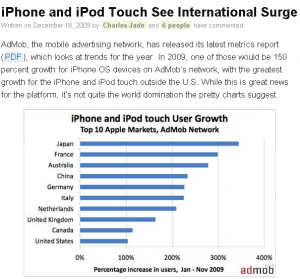 iPhone and iPod Touch See International Surge
Written on December 16, 2009 by Charles Jade and 6 people have commented
AdMob, the mobile advertising network, has released its latest metrics report
(PDF), which looks at trends for the year. In 2009, one of those would be 150
percent growth for iPhone OS devices on AdMob's network, with the greatest
growth for the iPhone and iPod touch outside the U.S. While this is great news
for the platform, it's not quite the world domination the pretty charts suggest.
iPhone and iPod touch User Growth
Top 10 Apple Markets, AdMob Network
Japan
France
Australia
China
Germany
Italy
Netherlands
United Kingdom
Canada
United States
0% 50% 100% 150% 200% 250% 300% 350% 400%
Percentage increase in users, Jan - Nov 2009
admob